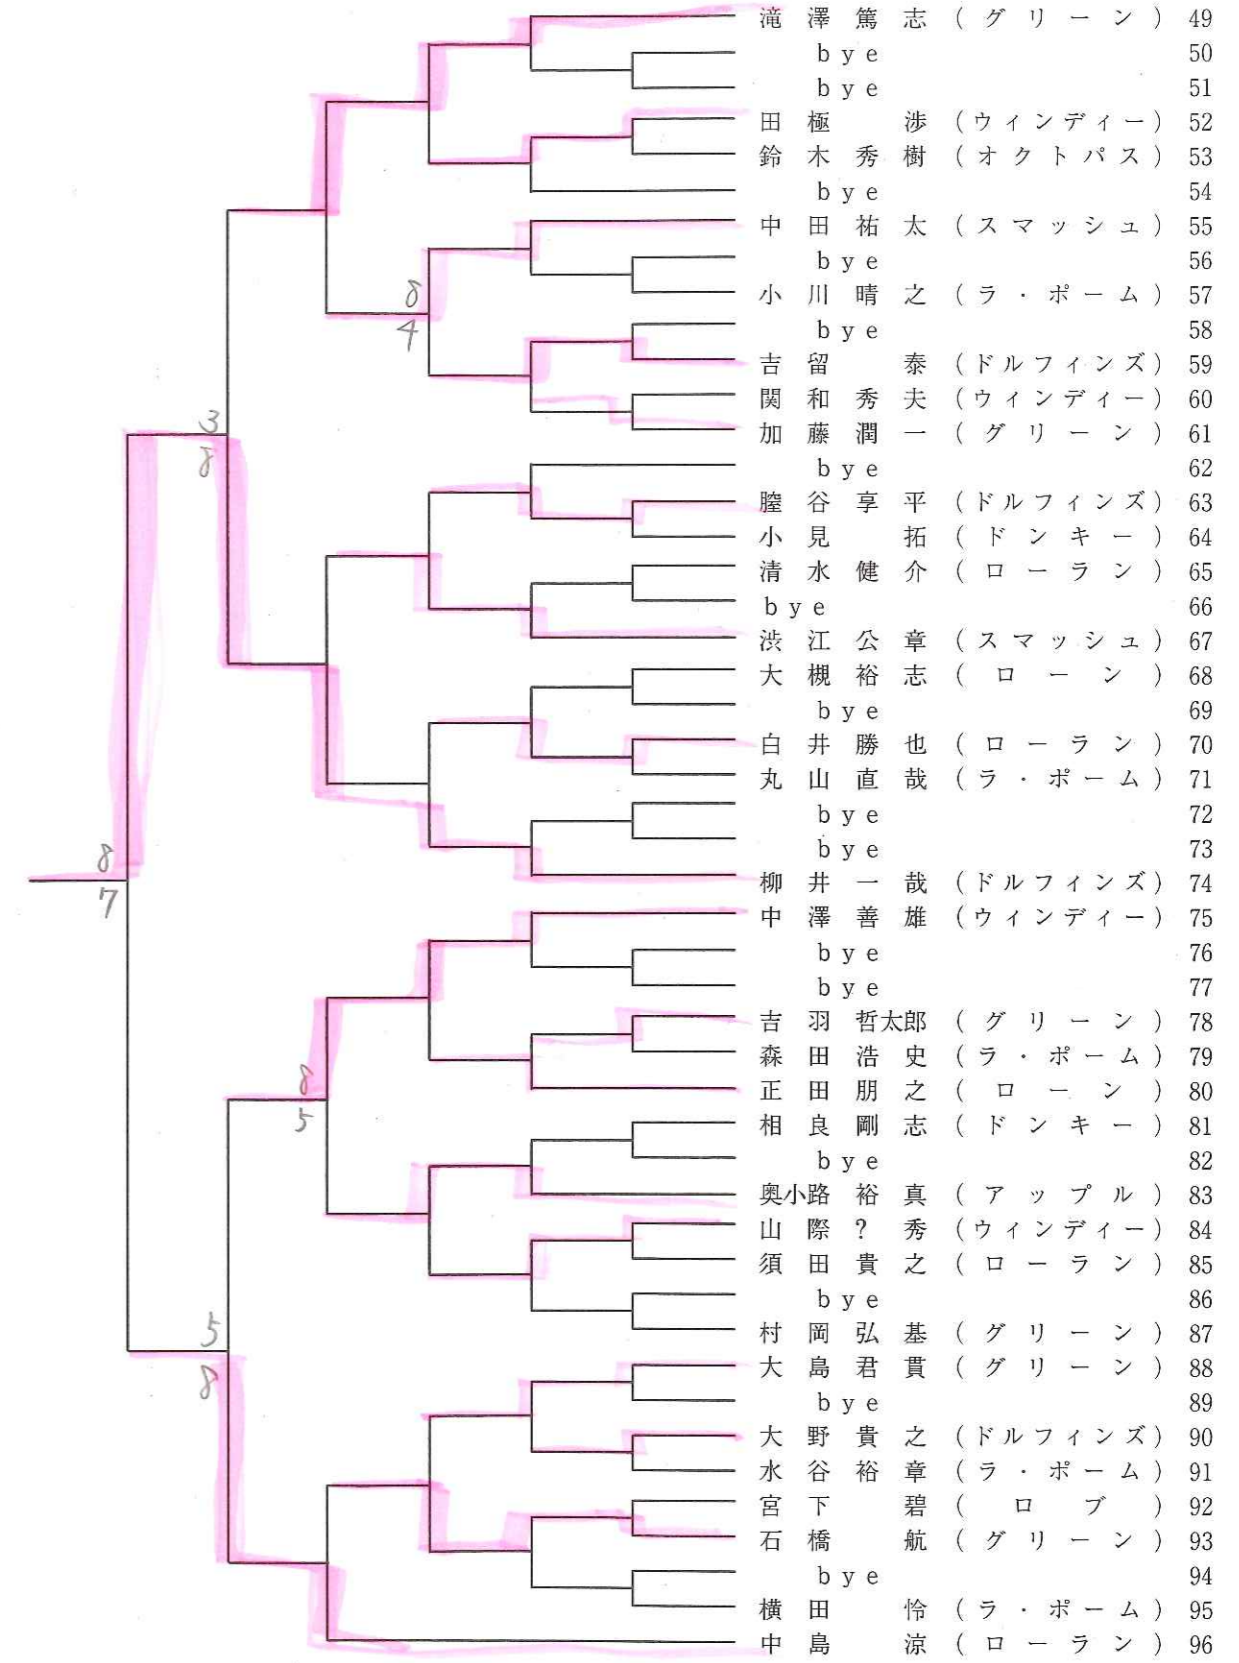 滝澤篤志（グリーン） 49
bye 50
bye 51
田極渉（ウィンディー） 52
鈴木秀樹（オクトパス） 53
bye 54
中田祐太（スマッシュ） 55
bye 56
小川晴之（ラ・ポーム） 57
8
bye 58
4
吉留泰（ドルフィンズ） 59
関和秀夫（ウィンディー） 60
3
加藤潤一（グリーン） 61
8
bye 62
膣谷享平（ドルフィンズ） 63
小見拓（ドンキー） 64
清水健介（ローラン） 65
bye 66
渋江公章（スマッシュ） 67
大槻裕志（ローン） 68
bye 69
白井勝也（ローラン） 70
丸山直哉（ラ・ポーム） 71
bye 72
bye 73
8
柳井一哉（ドルフィンズ） 74
7
中澤善雄（ウィンディー） 75
bye 76
bye 77
吉羽哲太郎（グリーン） 78
森田浩史（ラ・ポーム） 79
8
正田朋之（ローン） 80
5
相良剛志（ドンキー） 81
bye 82
奥小路裕真（アップル） 83
山際?秀（ウィンディー） 84
須田貴之（ローラン） 85
bye 86
5
村岡弘基（グリーン） 87
大島君貫（グリーン） 88
8
bye 89
大野貴之（ドルフィンズ） 90
水谷裕章（ラ・ポーム） 91
宮下碧（ロブ） 92
石橋航（グリーン） 93
bye 94
横田怜（ラ・ポーム） 95
中島涼（ローラン） 96